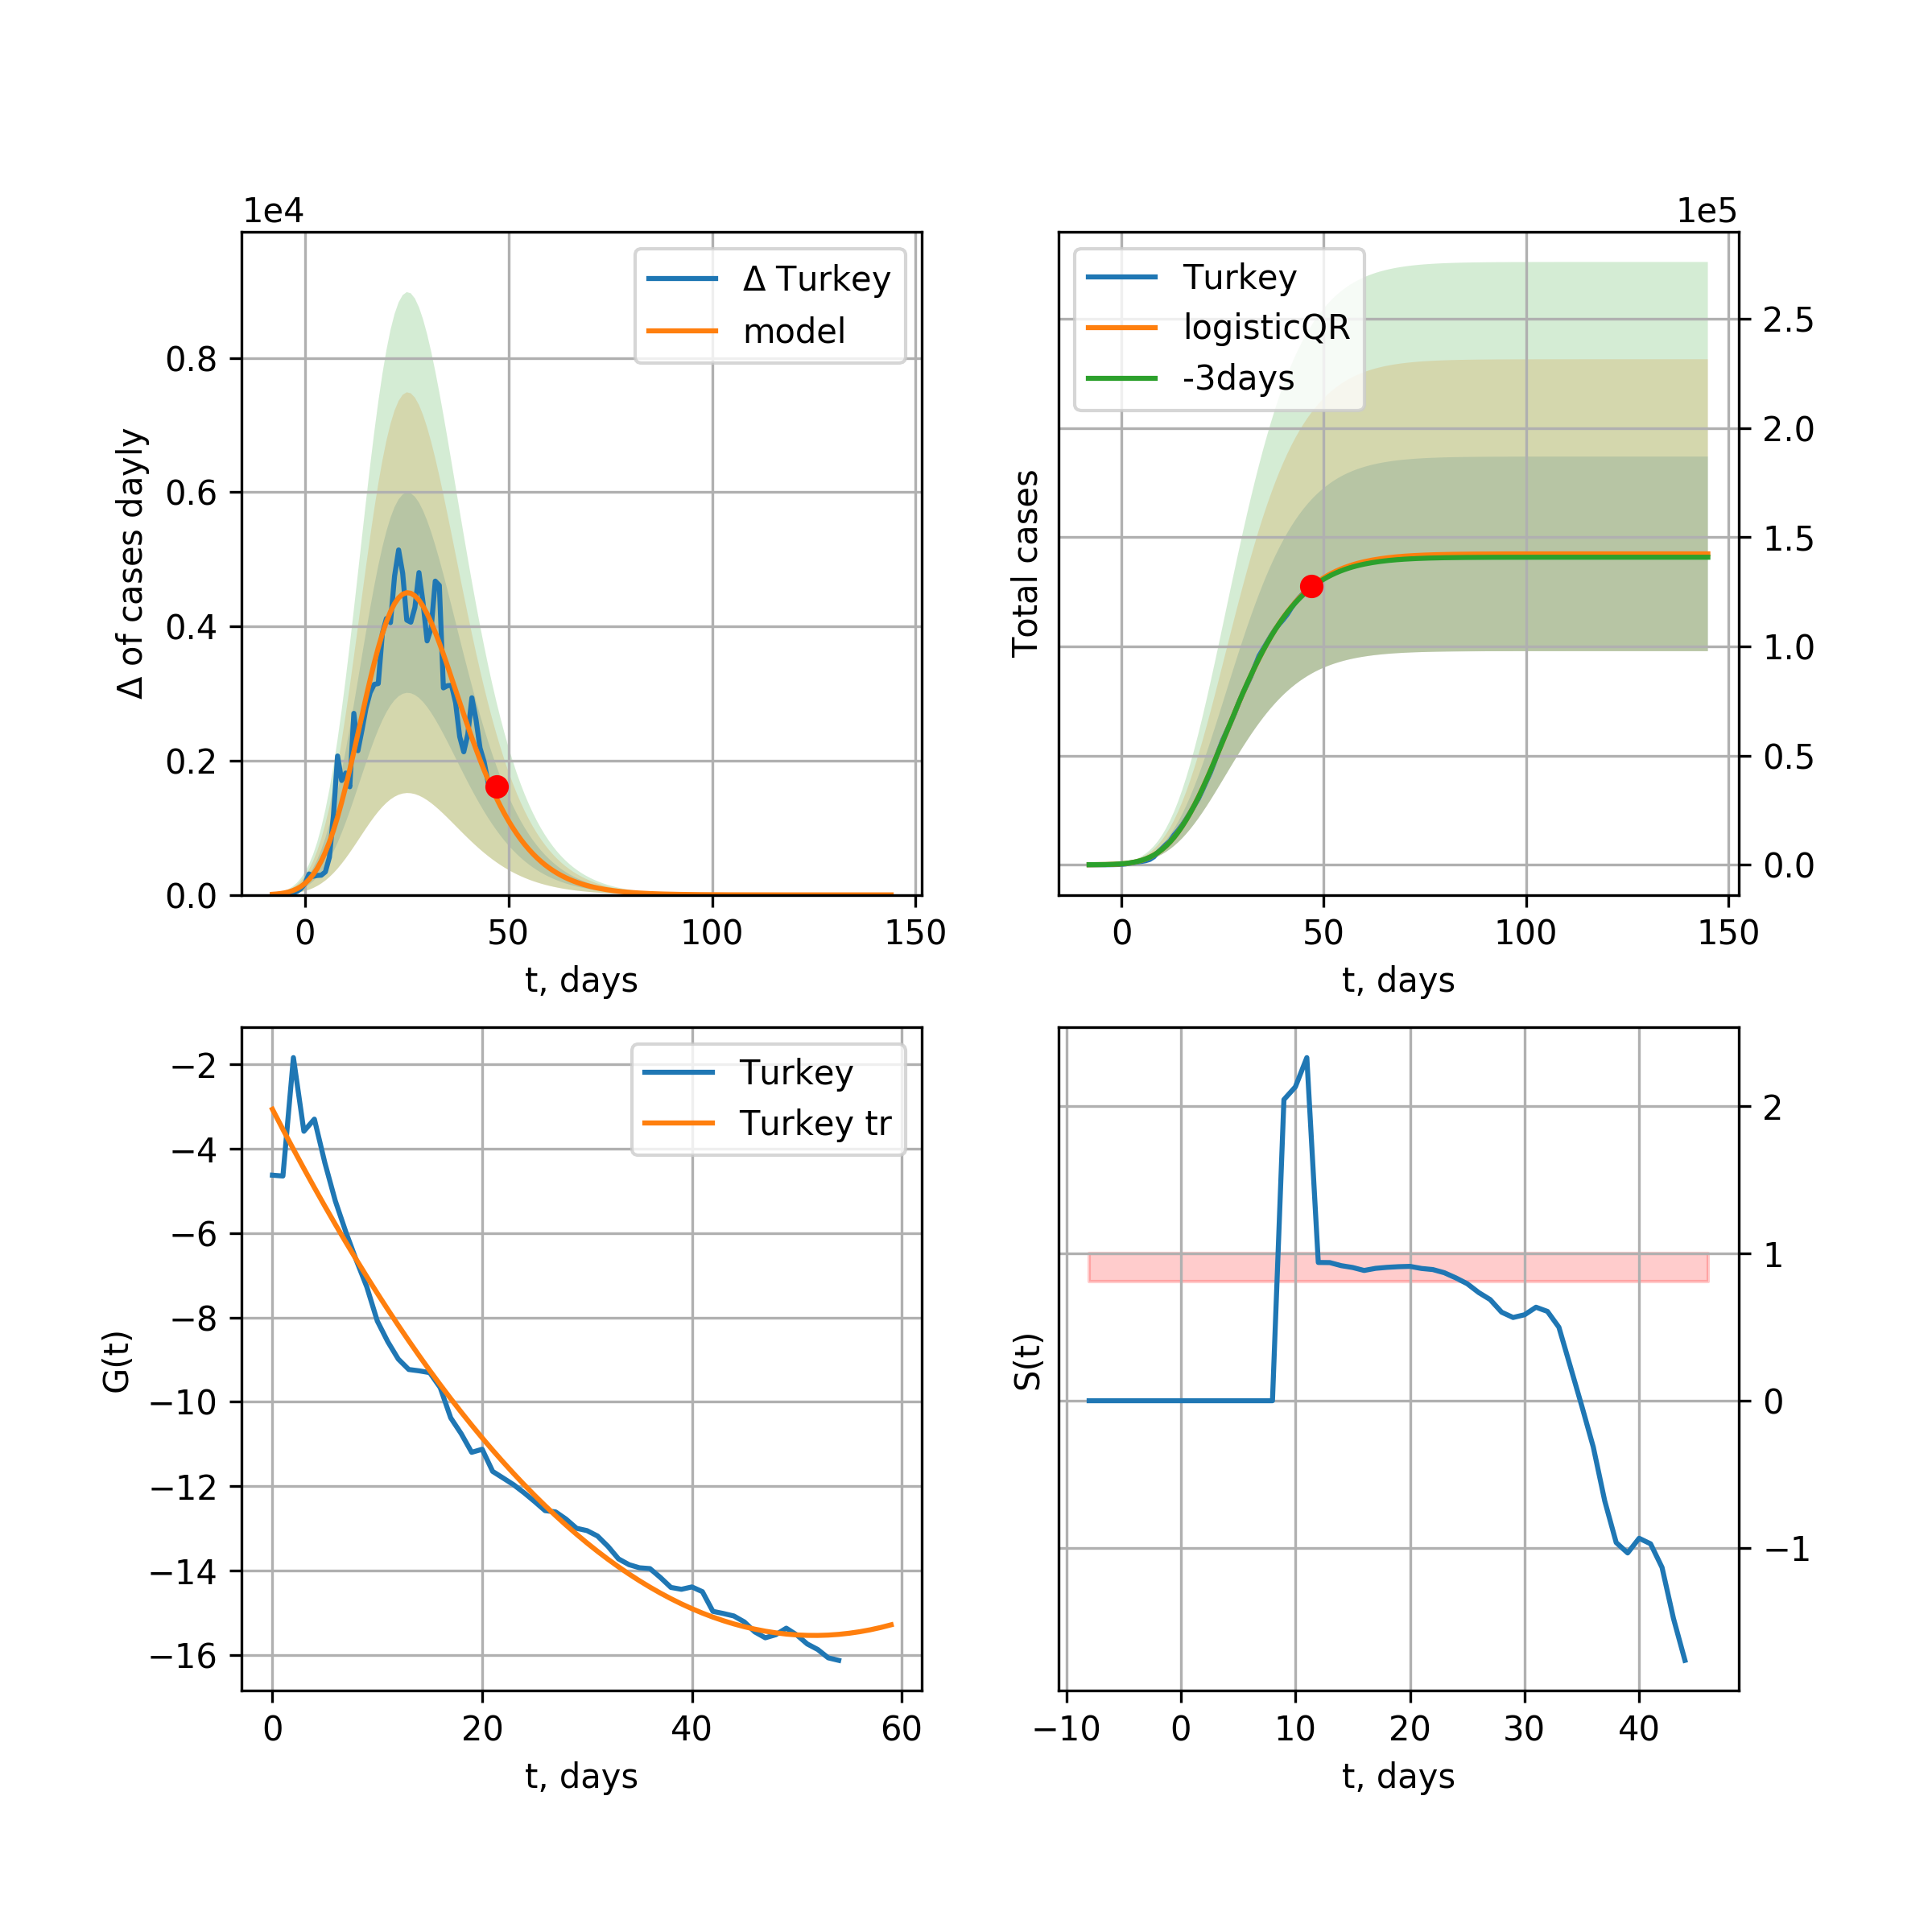 1e4
Δ Turkey
model
Δ of cases dayly
0.8
0.6
0.4
0.2
0.0
0 50 100 150
t, days
1e5
Turkey
logisticQR
-3days
Total cases
2.5
2.0
1.5
1.0
0.5
0.0
0 50 100 150
t, days
Turkey
Turkey tr
G(t)
−2
−4
−6
−8
−10
−12
−14
−16
0 20 40 60
t, days
S(t)
2
1
0
−1
−10 0 10 20 30 40
t, days